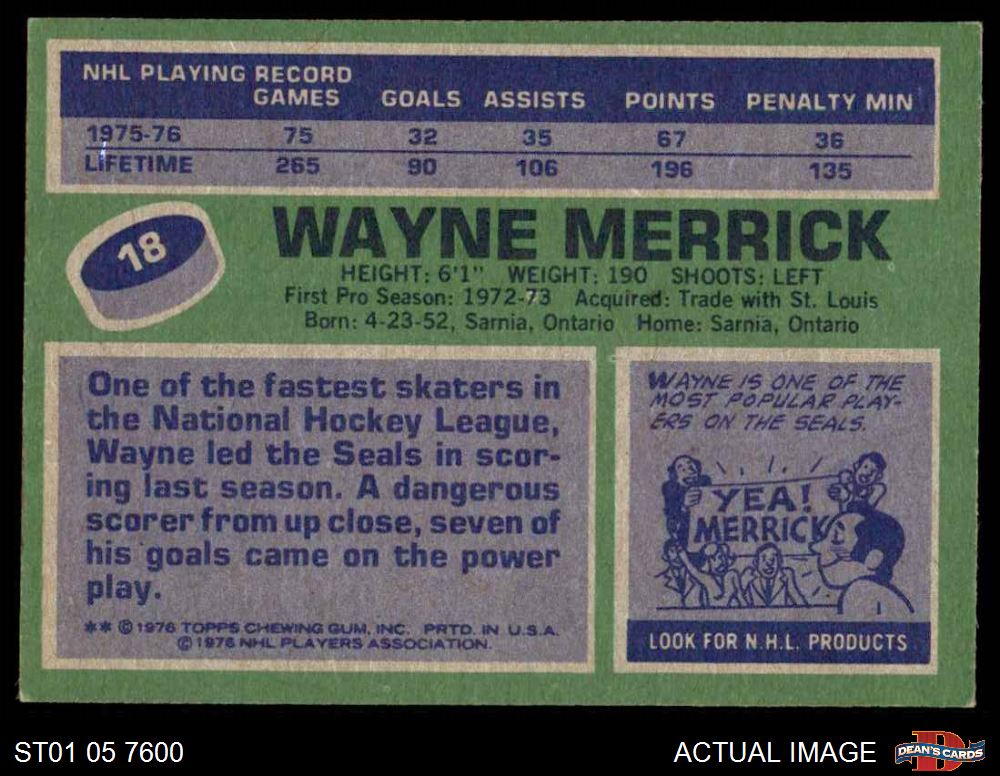 NHL PLAYING RECORD
GAMES GOALS ASSISTS POINTS PENALTY MIN
1975-76 75 32 35 67 36
LIFETIME 265 90 106 196 135
18
WAYNE MERRICK
HEIGHT: 6'1" WEIGHT: 190 SHOOTS: LEFT
First Pro Season: 1972-73 Acquired: Trade with St. Louis
Born: 4-23-52, Sarnia, Ontario Home: Sarnia, Ontario
One of the fastest skaters in
the National Hockey League,
Wayne led the Seals in scor-
ing last season. A dangerous
scorer from up close, seven of
his goals came on the power
play.
** © 1976 TOPPS CHEWING GUM, INC. PRTD. IN U.S.A.
© 1976 NHL PLAYERS ASSOCIATION.
WAYNE IS ONE OF THE
MOST POPULAR PLAY-
ERS ON THE SEALS.
YEA!
MERRICK
LOOK FOR N.H.L. PRODUCTS
ST01 05 7600
ACTUAL IMAGE
DEAN'S CARDS